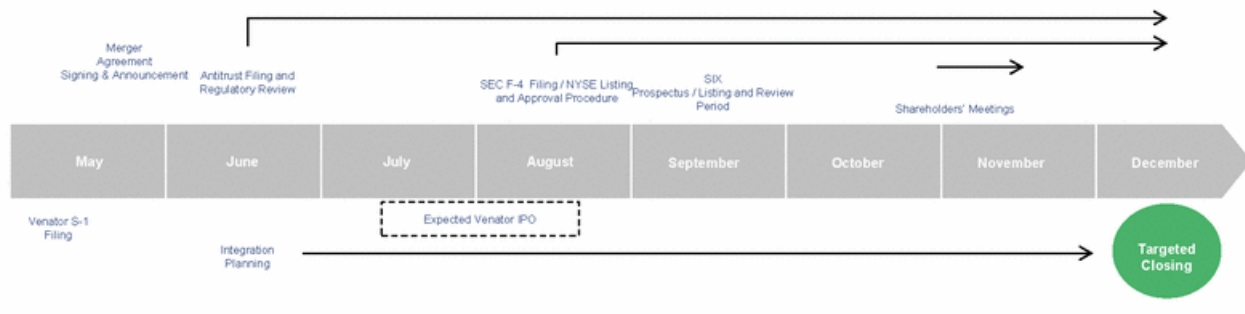 Merger
Agreement
Signing & Announcement
Antitrust Filing and
Regulatory Review
SEC F-4 Filing / NYSE Listing
and Approval Procedure
SIX
Prospectus / Listing and Review
Period
Shareholders' Meetings
May
June
July
August
September
October
November
December
Venator S-1
Filing
Expected Venator IPO
Integration
Planning
Targeted
Closing